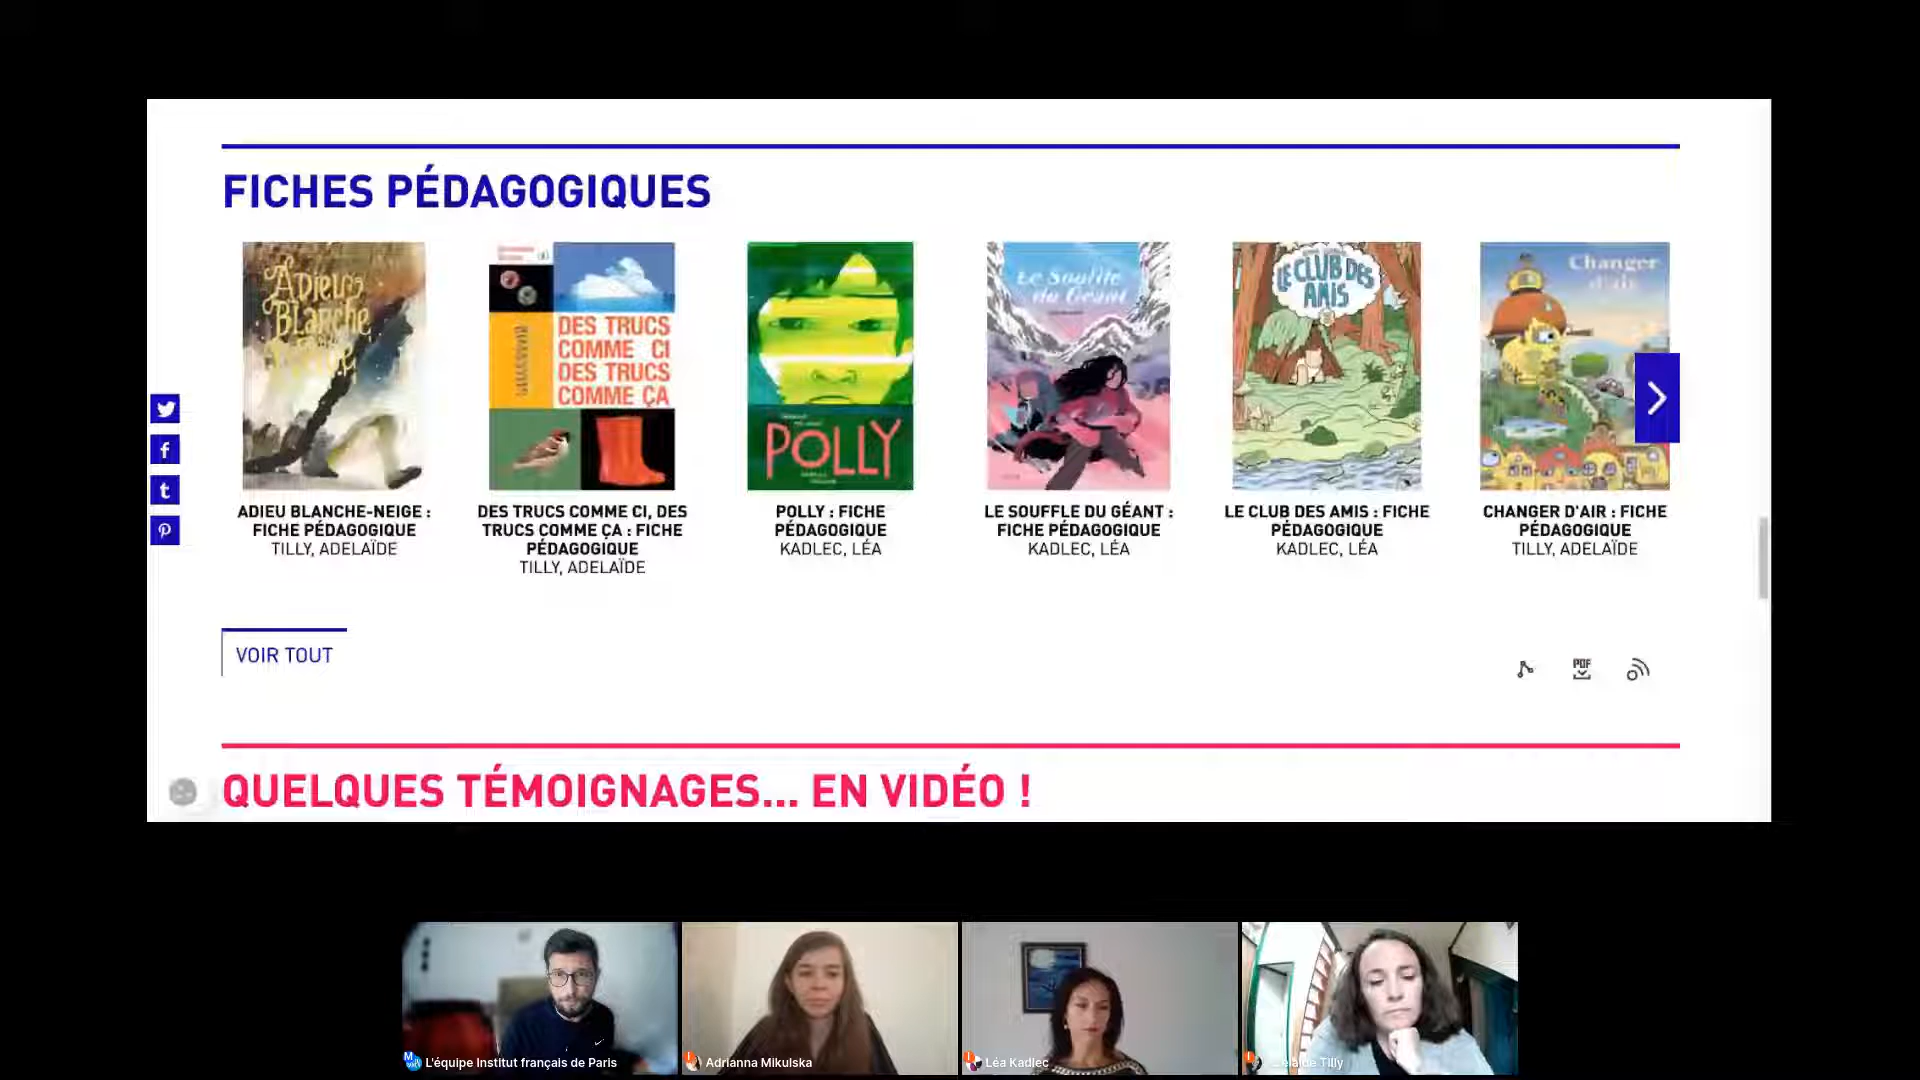 FICHES PÉDAGOGIQUES
Adieu
Blanche
DES TRUCS
COMME CI
DES TRUCS
COMME ÇA
POLLY
Le Souffle
du Géant
LE CLUB DES
AMIS
Changer
d'air
ADIEU BLANCHE-NEIGE :
FICHE PÉDAGOGIQUE
TILLY, ADELAÏDE
DES TRUCS COMME CI, DES
TRUCS COMME ÇA : FICHE
PÉDAGOGIQUE
TILLY, ADELAÏDE
POLLY : FICHE
PÉDAGOGIQUE
KADLEC, LÉA
LE SOUFFLE DU GÉANT :
FICHE PÉDAGOGIQUE
KADLEC, LÉA
LE CLUB DES AMIS : FICHE
PÉDAGOGIQUE
KADLEC, LÉA
CHANGER D'AIR : FICHE
PÉDAGOGIQUE
TILLY, ADELAÏDE
VOIR TOUT
PDF
QUELQUES TÉMOIGNAGES... EN VIDÉO !
L'équipe Institut français de Paris
Adrianna Mikulska
Léa Kadlec
Tilly